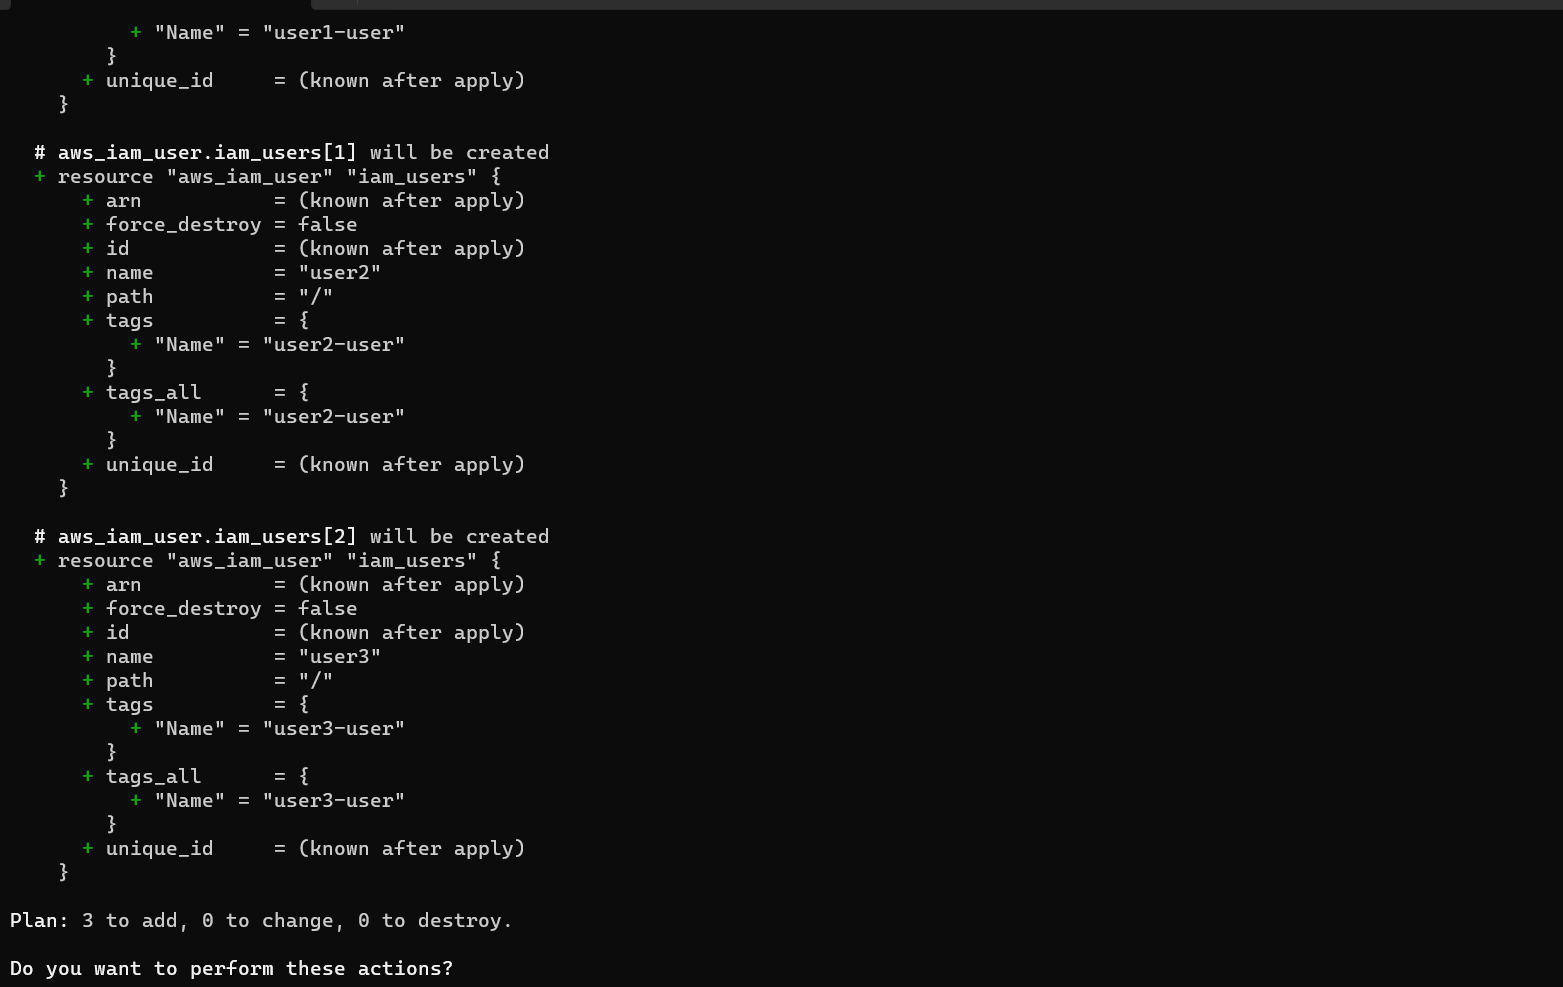 + "Name" = "user1-user"
}
+ unique_id     = (known after apply)
}
# aws_iam_user.iam_users[1] will be created
+ resource "aws_iam_user" "iam_users" {
+ arn           = (known after apply)
+ force_destroy = false
+ id            = (known after apply)
+ name          = "user2"
+ path          = "/"
+ tags          = {
+ "Name" = "user2-user"
}
+ tags_all      = {
+ "Name" = "user2-user"
}
+ unique_id     = (known after apply)
}
# aws_iam_user.iam_users[2] will be created
+ resource "aws_iam_user" "iam_users" {
+ arn           = (known after apply)
+ force_destroy = false
+ id            = (known after apply)
+ name          = "user3"
+ path          = "/"
+ tags          = {
+ "Name" = "user3-user"
}
+ tags_all      = {
+ "Name" = "user3-user"
}
+ unique_id     = (known after apply)
}
Plan: 3 to add, 0 to change, 0 to destroy.
Do you want to perform these actions?